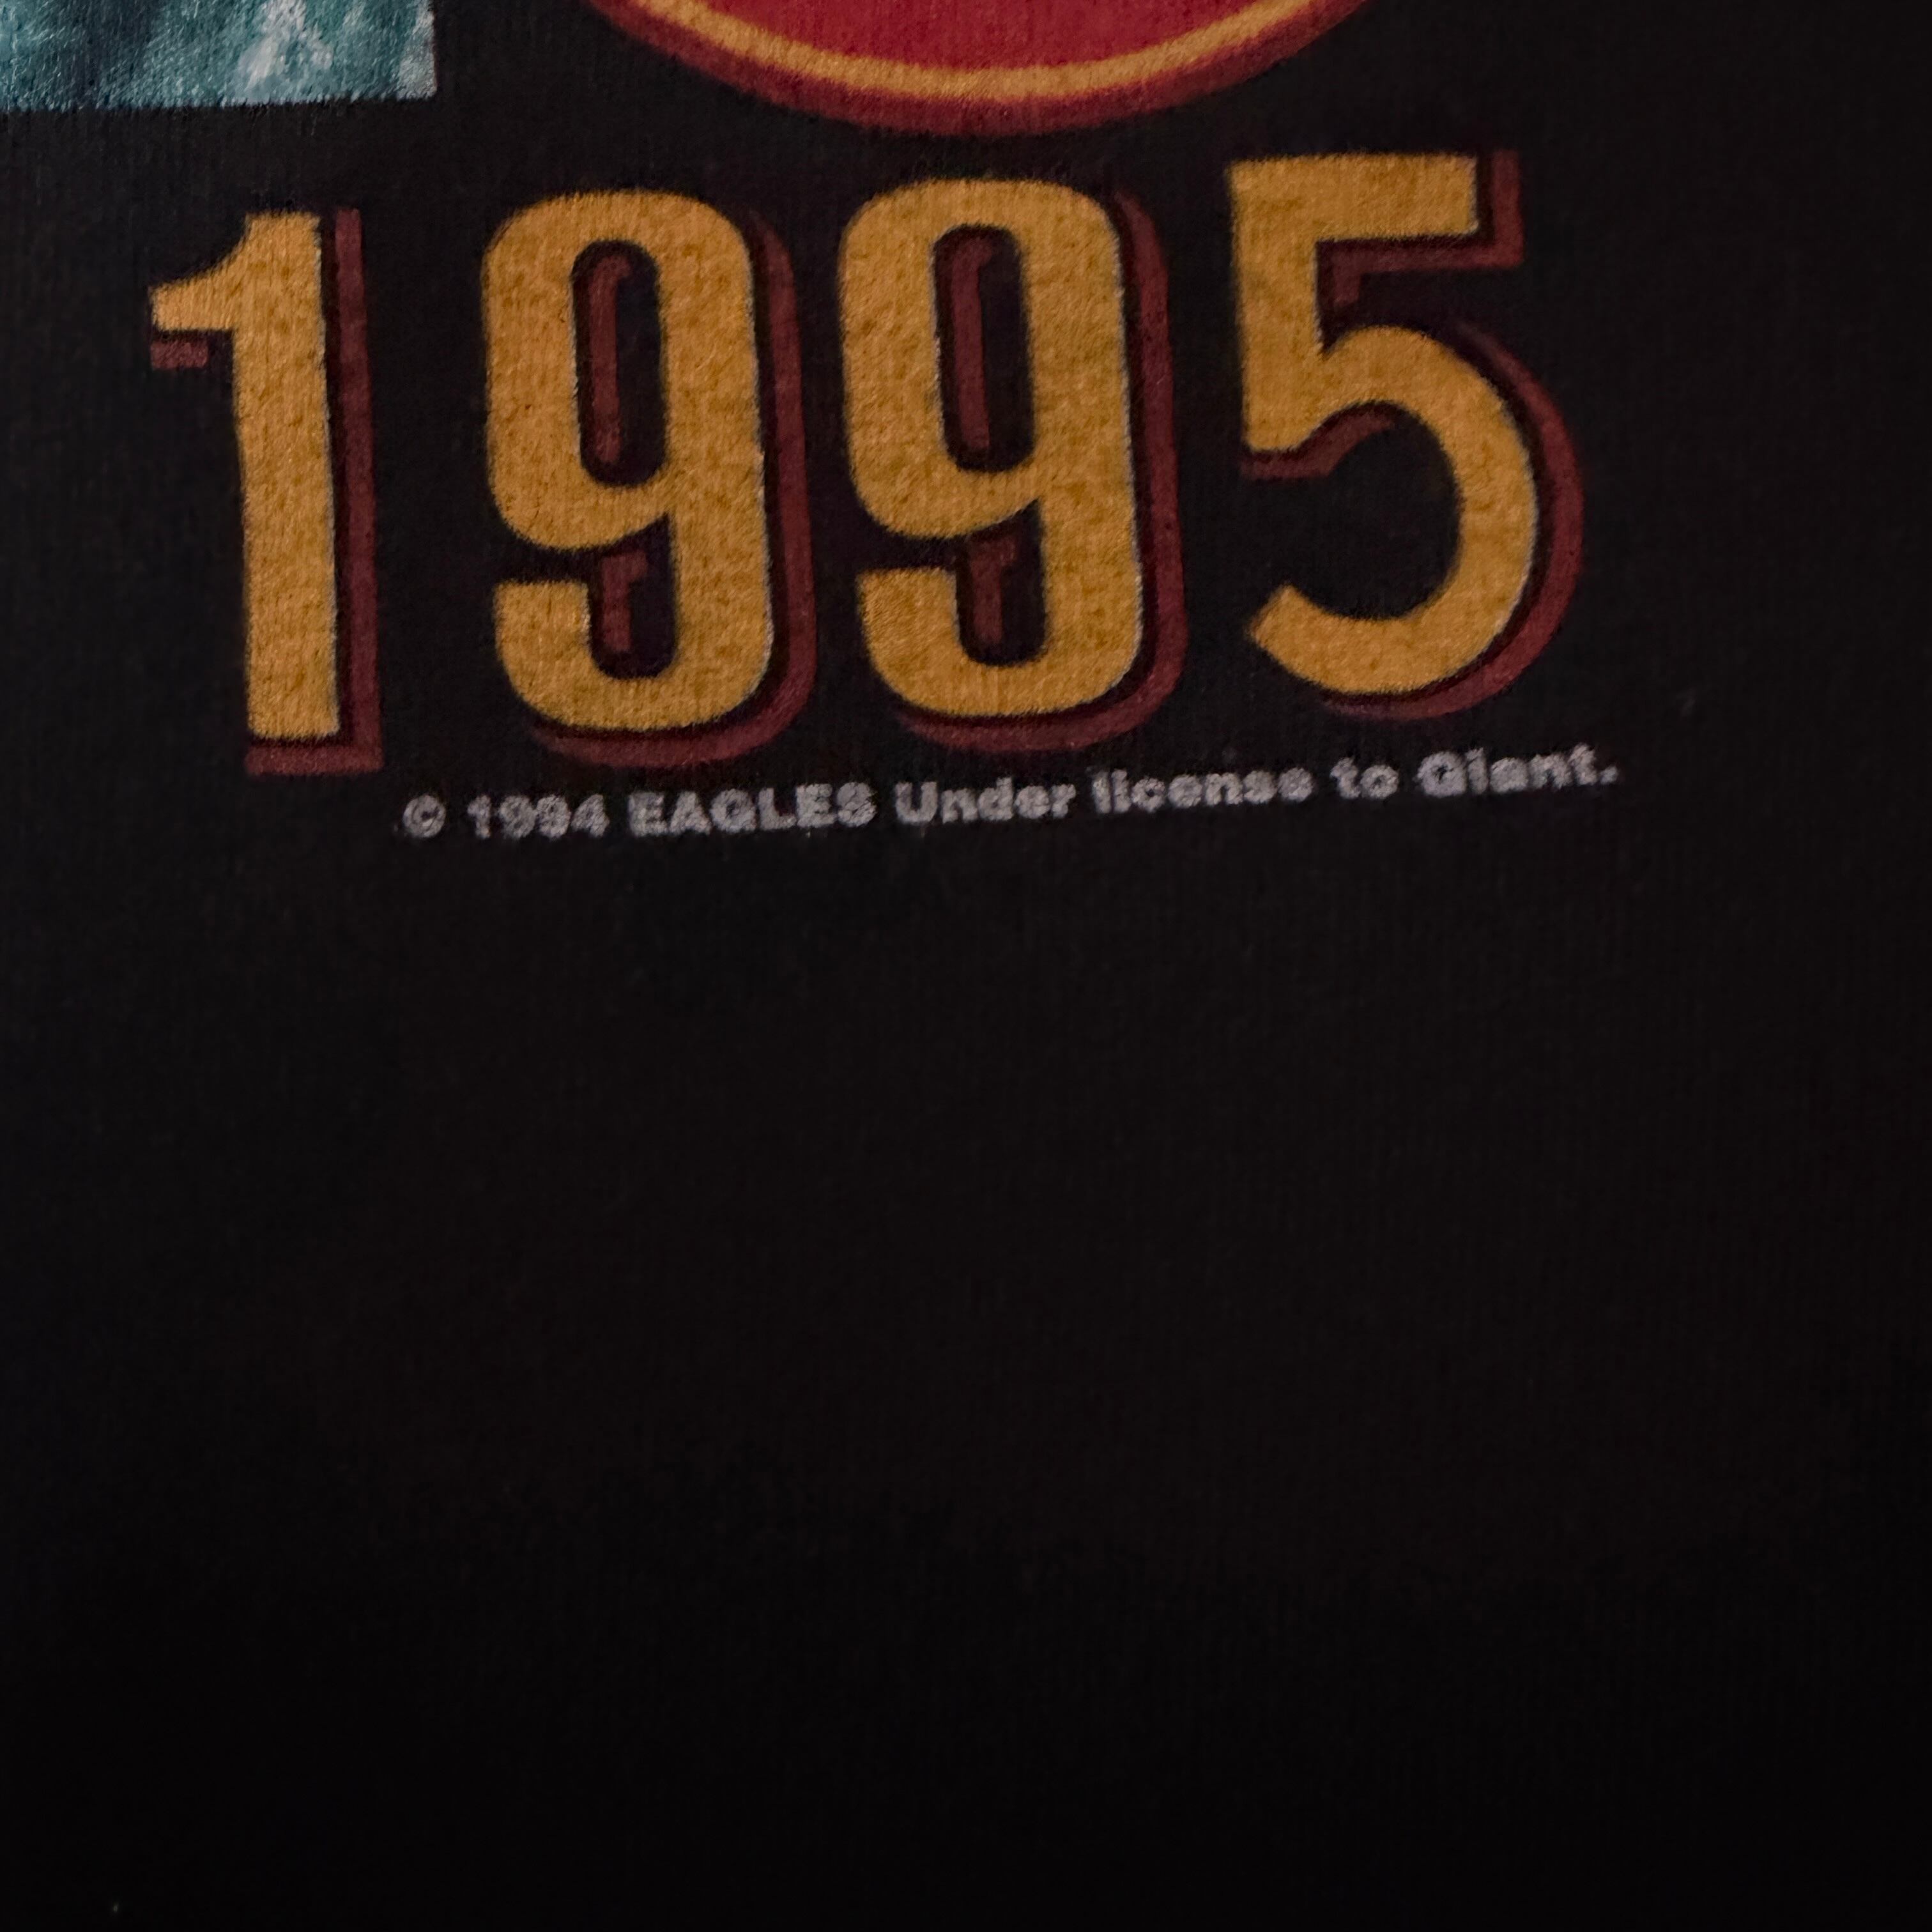 1995
© 1994 EAGLES Under license to Giant.